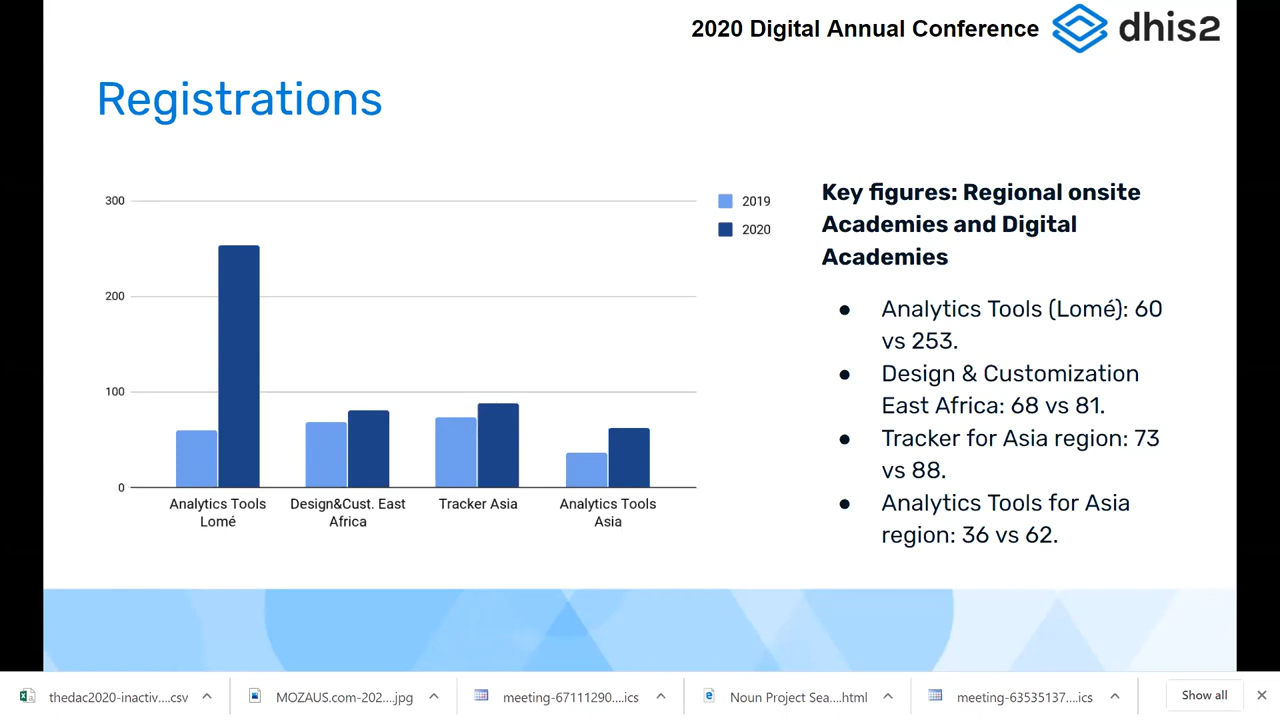 2020 Digital Annual Conference dhis2
Registrations
300
200
100
0
2019
2020
Analytics Tools
Lomé
Design&Cust. East
Africa
Tracker Asia
Analytics Tools
Asia
Key figures: Regional onsite
Academies and Digital
Academies
● Analytics Tools (Lomé): 60
vs 253.
● Design & Customization
East Africa: 68 vs 81.
● Tracker for Asia region: 73
vs 88.
● Analytics Tools for Asia
region: 36 vs 62.
thedac2020-inactiv....csv
MOZAUS.com-202....jpg
meeting-67111290....ics
Noun Project Sea....html
meeting-63535137....ics
Show all